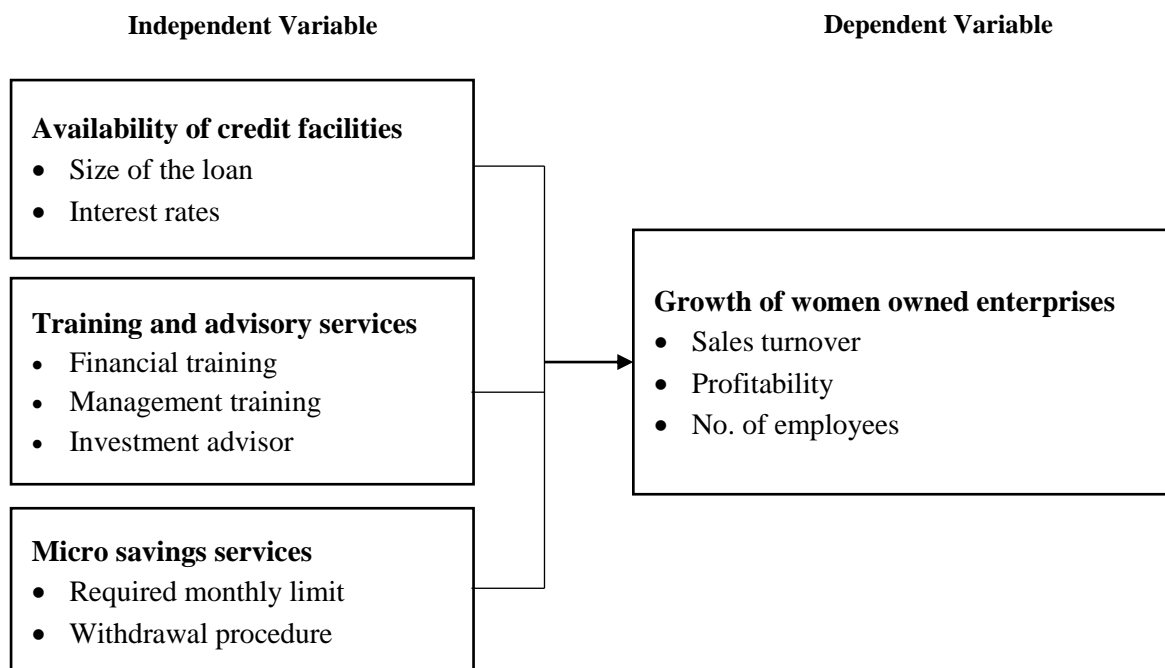 Independent Variable
Dependent Variable
Availability of credit facilities
• Size of the loan
• Interest rates
Training and advisory services
• Financial training
• Management training
• Investment advisor
Micro savings services
• Required monthly limit
• Withdrawal procedure
Growth of women owned enterprises
• Sales turnover
• Profitability
• No. of employees